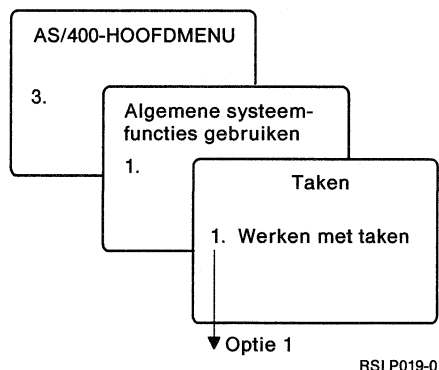 AS/400-HOOFDMENU
3.
Algemene systeem-
functies gebruiken
1.
Taken
1. Werken met taken
Optie 1
RSLP019-0